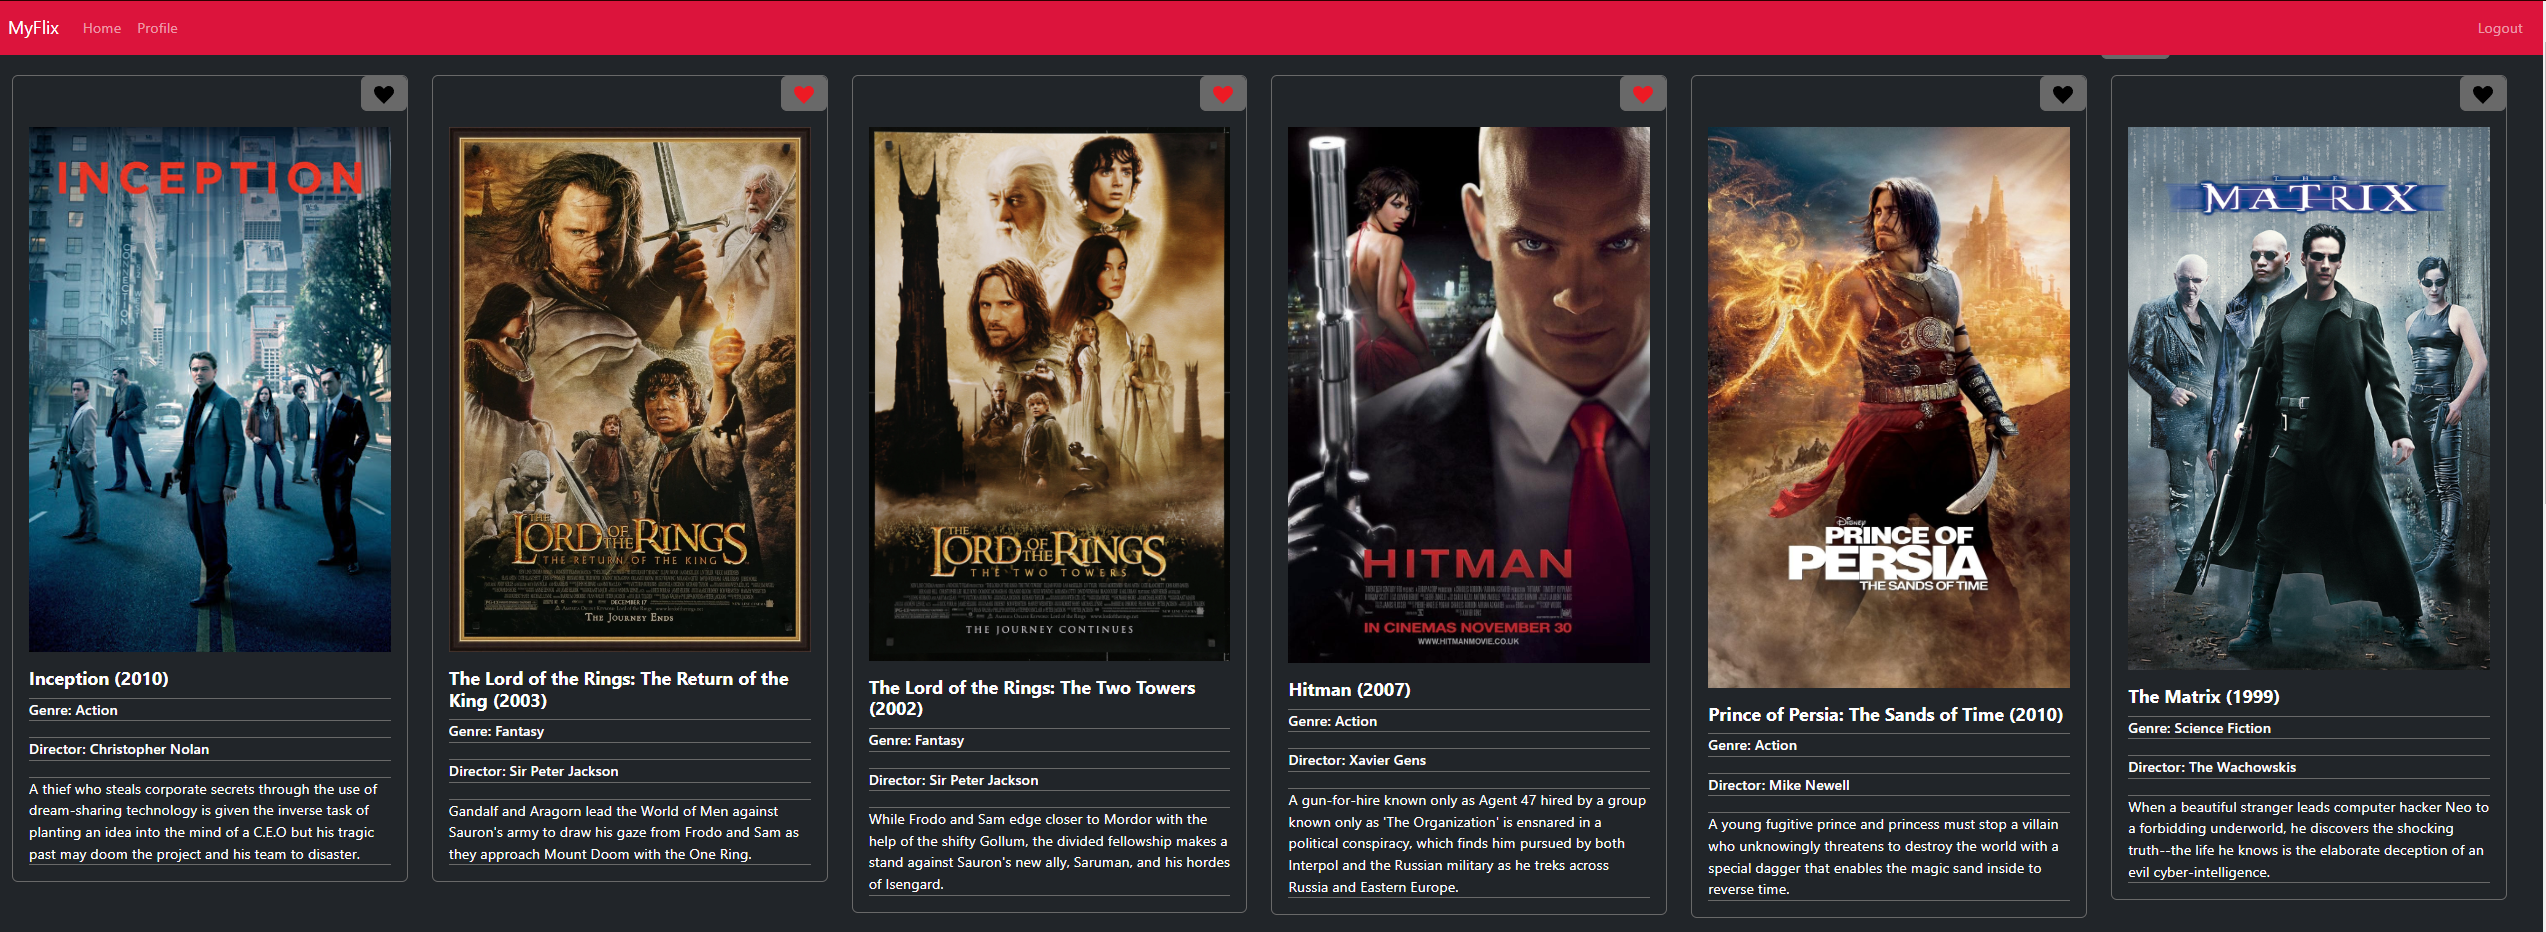 MyFlix Home Profile Logout
INCEPTION
Inception (2010)
Genre: Action
Director: Christopher Nolan
A thief who steals corporate secrets through the use of
dream-sharing technology is given the inverse task of
planting an idea into the mind of a C.E.O but his tragic
past may doom the project and his team to disaster.
THE
LORD OF THE RINGS
THE RETURN OF THE KING
DECEMBER 17
THE JOURNEY ENDS
The Lord of the Rings: The Return of the
King (2003)
Genre: Fantasy
Director: Sir Peter Jackson
Gandalf and Aragorn lead the World of Men against
Sauron's army to draw his gaze from Frodo and Sam as
they approach Mount Doom with the One Ring.
THE
LORD OF THE RINGS
THE TWO TOWERS
THE JOURNEY CONTINUES
The Lord of the Rings: The Two Towers
(2002)
Genre: Fantasy
Director: Sir Peter Jackson
While Frodo and Sam edge closer to Mordor with the
help of the shifty Gollum, the divided fellowship makes a
stand against Sauron's new ally, Saruman, and his hordes
of Isengard.
HITMAN
IN CINEMAS NOVEMBER 30
WWW.HITMANMOVIE.CO.UK
Hitman (2007)
Genre: Action
Director: Xavier Gens
A gun-for-hire known only as Agent 47 hired by a group
known only as 'The Organization' is ensnared in a
political conspiracy, which finds him pursued by both
Interpol and the Russian military as he treks across
Russia and Eastern Europe.
DISNEY
PRINCE OF
PERSIA
THE SANDS OF TIME
Prince of Persia: The Sands of Time (2010)
Genre: Action
Director: Mike Newell
A young fugitive prince and princess must stop a villain
who unknowingly threatens to destroy the world with a
special dagger that enables the magic sand inside to
reverse time.
THE
MATRIX
The Matrix (1999)
Genre: Science Fiction
Director: The Wachowskis
When a beautiful stranger leads computer hacker Neo to
a forbidding underworld, he discovers the shocking
truth--the life he knows is the elaborate deception of an
evil cyber-intelligence.